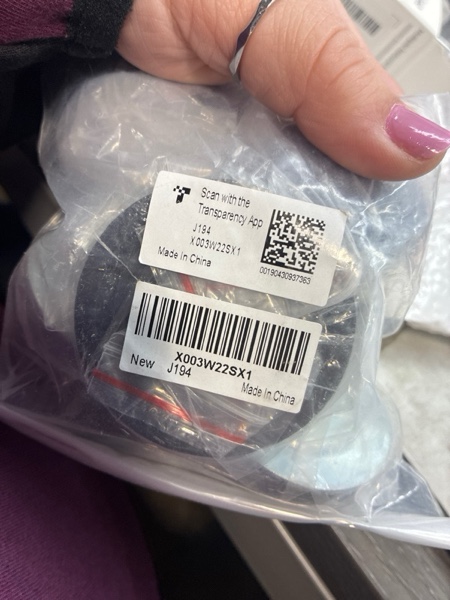 Scan with the
Transparency App
J194
X003W22SX1
Made In China
00190430937363
X003W22SX1
New J194
Made In China